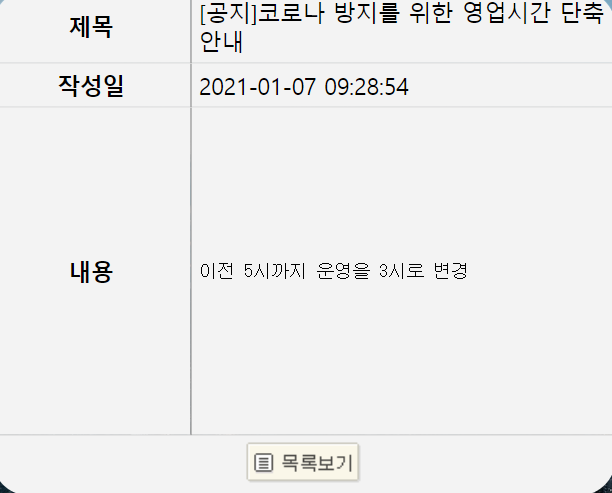 제목
[공지]코로나 방지를 위한 영업시간 단축
안내
작성일
2021-01-07 09:28:54
내용
이전 5시까지 운영을 3시로 변경
목록보기